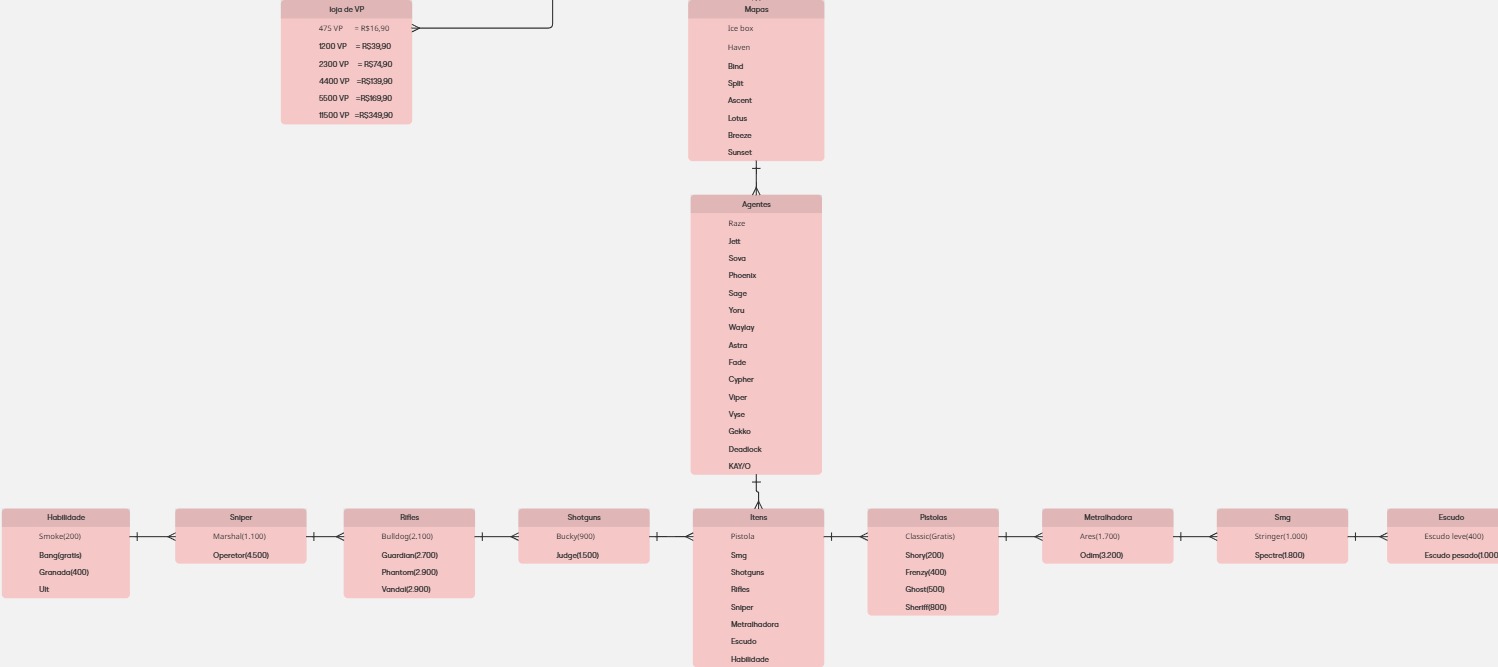 loja de VP
475 VP = R$16,90
1200 VP = R$39,90
2300 VP = R$74,90
4400 VP =R$139,90
5500 VP =R$169,90
11500 VP =R$349,90
Mapas
Ice box
Haven
Bind
Split
Ascent
Lotus
Breeze
Sunset
Agentes
Raze
Jett
Sova
Phoenix
Sage
Yoru
Waylay
Astra
Fade
Cypher
Viper
Vyse
Gekko
Deadlock
KAY/O
Habilidade
Smoke(200)
Bang(gratis)
Granada(400)
Ult
Sniper
Marshal(1.100)
Operetor(4.500)
Rifles
Bulldog(2.100)
Guardian(2.700)
Phantom(2.900)
Vandal(2.900)
Shotguns
Bucky(900)
Judge(1.500)
Itens
Pistola
Smg
Shotguns
Rifles
Sniper
Metralhadora
Escudo
Habilidade
Pistolas
Classic(Gratis)
Shory(200)
Frenzy(400)
Ghost(500)
Sheriff(800)
Metralhadora
Ares(1.700)
Odim(3.200)
Smg
Stringer(1.000)
Spectre(1.800)
Escudo
Escudo leve(400)
Escudo pesado(1.000